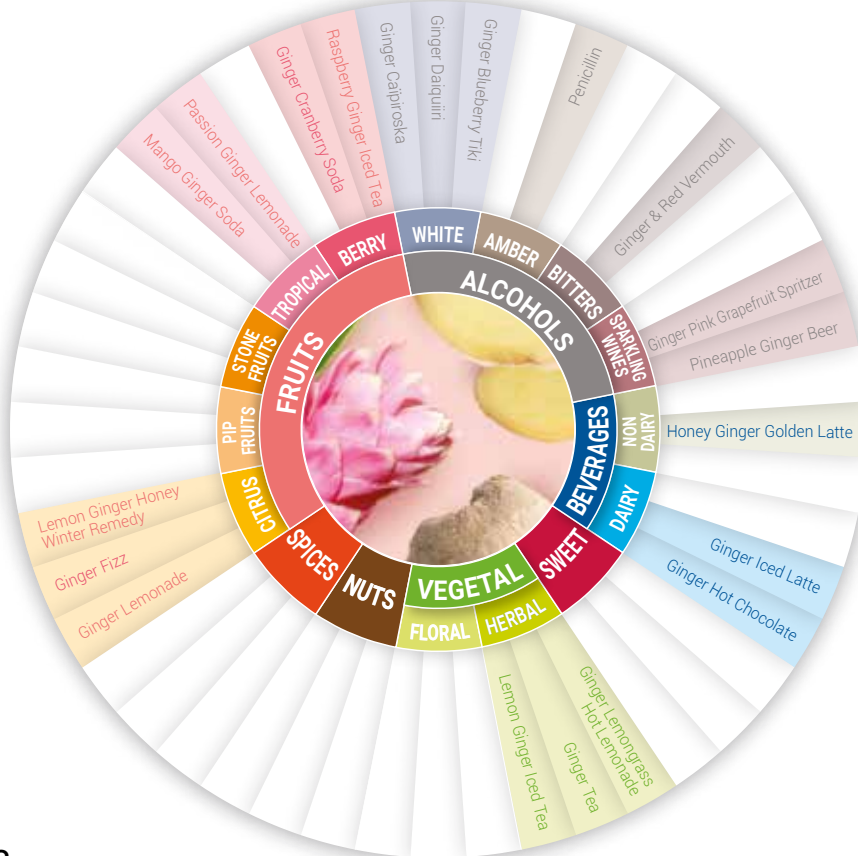 ALCOHOLS
WHITE
Ginger Caïpiroska
Ginger Daiquiiri
Ginger Blueberry Tiki
AMBER
Penicillin
BITTERS
Ginger & Red Vermouth
SPARKLING
WINES
Ginger Pink Grapefruit Spritzer
Pineapple Ginger Beer
BEVERAGES
NON
DAIRY
Honey Ginger Golden Latte
DAIRY
Ginger Iced Latte
Ginger Hot Chocolate
SWEET
VEGETAL
HERBAL
Ginger Lemongrass
Hot Lemonade
Ginger Tea
Lemon Ginger Iced Tea
FLORAL
NUTS
SPICES
FRUITS
CITRUS
Ginger Lemonade
Ginger Fizz
Lemon Ginger Honey
Winter Remedy
PIP
FRUITS
STONE
FRUITS
TROPICAL
Mango Ginger Soda
Passion Ginger Lemonade
BERRY
Ginger Cranberry Soda
Raspberry Ginger Iced Tea